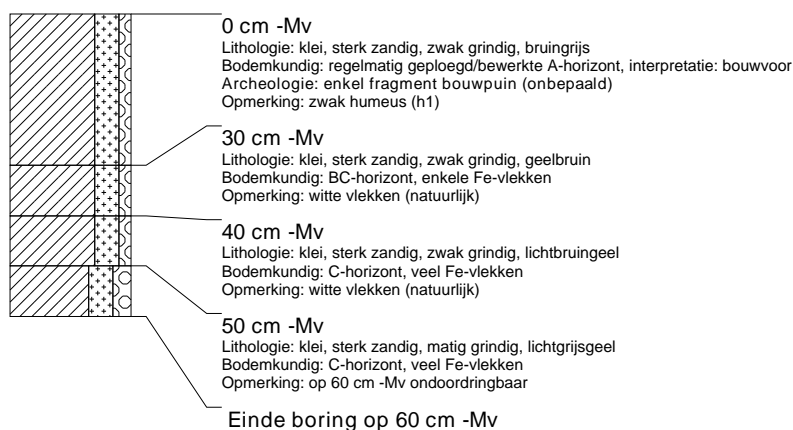 0 cm -Mv
Lithologie: klei, sterk zandig, zwak grindig, bruingrijs
Bodemkundig: regelmatig geploegd/bewerkte A-horizont, interpretatie: bouwvoor
Archeologie: enkel fragment bouwpuin (onbepaald)
Opmerking: zwak humeus (h1)
30 cm -Mv
Lithologie: klei, sterk zandig, zwak grindig, geelbruin
Bodemkundig: BC-horizont, enkele Fe-vlekken
Opmerking: witte vlekken (natuurlijk)
40 cm -Mv
Lithologie: klei, sterk zandig, zwak grindig, lichtbruingeel
Bodemkundig: C-horizont, veel Fe-vlekken
Opmerking: witte vlekken (natuurlijk)
50 cm -Mv
Lithologie: klei, sterk zandig, matig grindig, lichtgrijsgeel
Bodemkundig: C-horizont, veel Fe-vlekken
Opmerking: op 60 cm -Mv ondoordringbaar
Einde boring op 60 cm -Mv